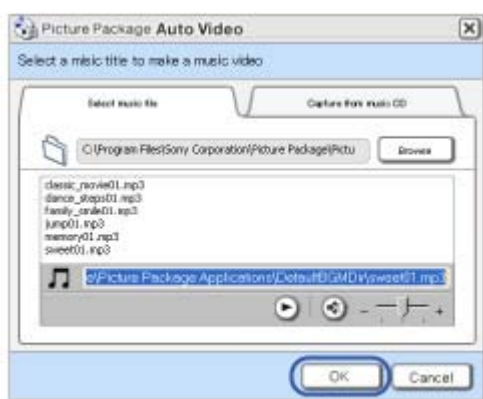 Picture Package Auto Video
Select a misic title to make a music video
Select music file
Capture from music CD
C:\Program Files\Sony Corporation\Picture Package\Pictu
Browse
classic_movie01.mp3
dance_steps01.mp3
family_smile01.mp3
jump01.mp3
memory01.mp3
sweet01.mp3
e\Picture Package Applications\DefaultBGMDir\sweet01.mp3
- +
OK
Cancel